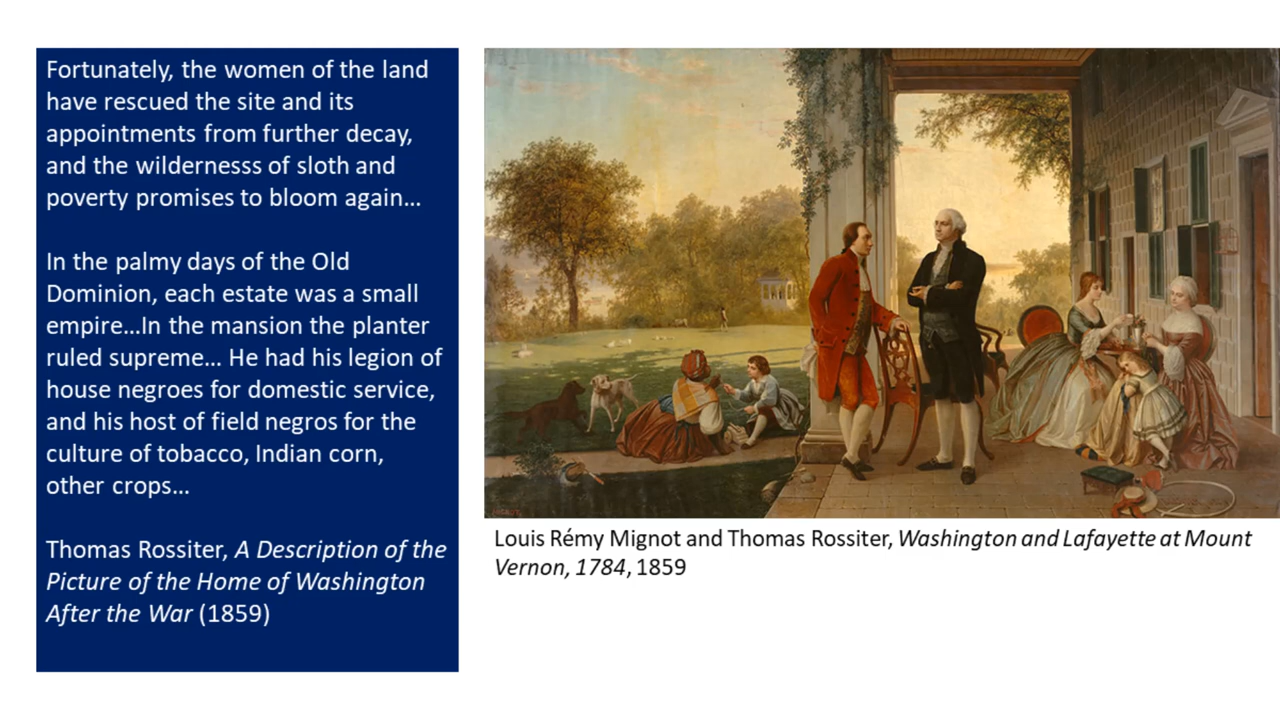 Fortunately, the women of the land
have rescued the site and its
appointments from further decay,
and the wildernesss of sloth and
poverty promises to bloom again...
In the palmy days of the Old
Dominion, each estate was a small
empire...In the mansion the planter
ruled supreme... He had his legion of
house negroes for domestic service,
and his host of field negros for the
culture of tobacco, Indian corn,
other crops...
Thomas Rossiter, A Description of the
Picture of the Home of Washington
After the War (1859)
Louis Rémy Mignot and Thomas Rossiter, Washington and Lafayette at Mount
Vernon, 1784, 1859